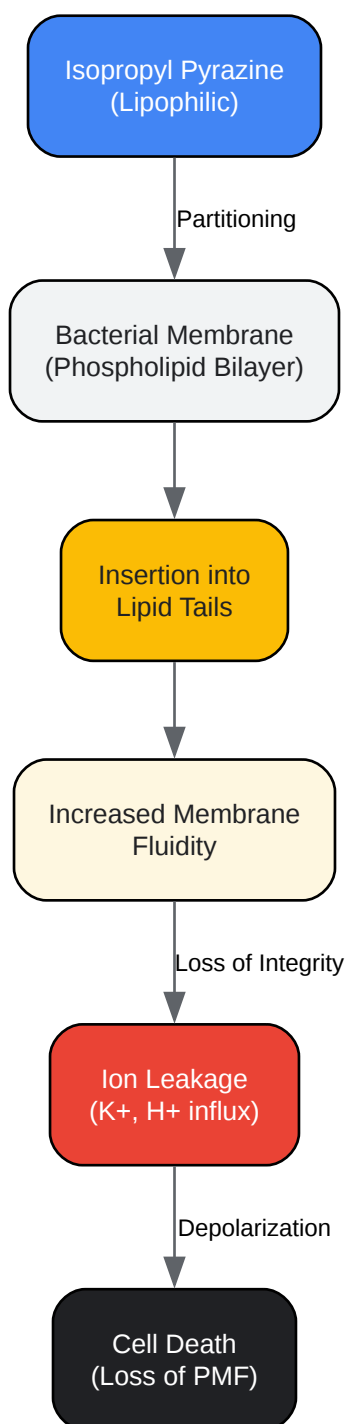 Isopropyl Pyrazine
(Lipophilic)
Partitioning
Bacterial Membrane
(Phospholipid Bilayer)
Insertion into
Lipid Tails
Increased Membrane
Fluidity
Loss of Integrity
Ion Leakage
(K+, H+ influx)
Depolarization
Cell Death
(Loss of PMF)